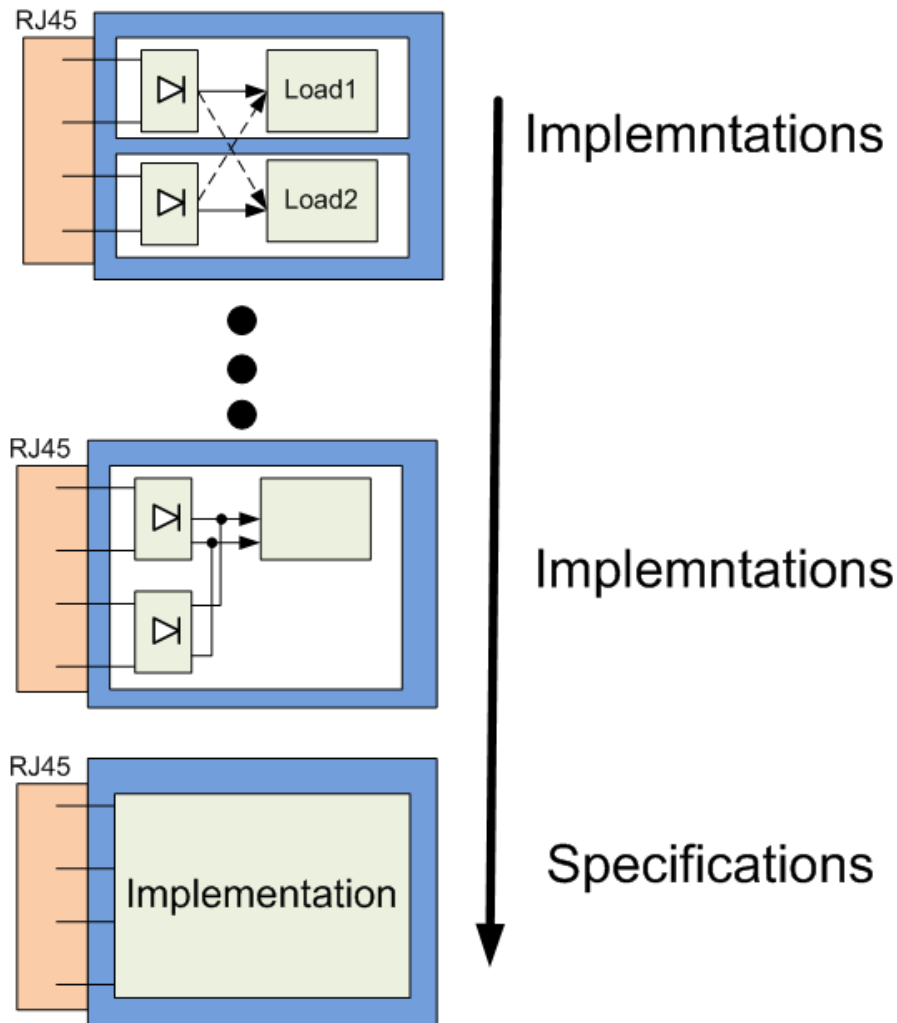 RJ45
Load1
Implemntations
Load2
RJ45
Implemntations
RJ45
Specifications
Implementation